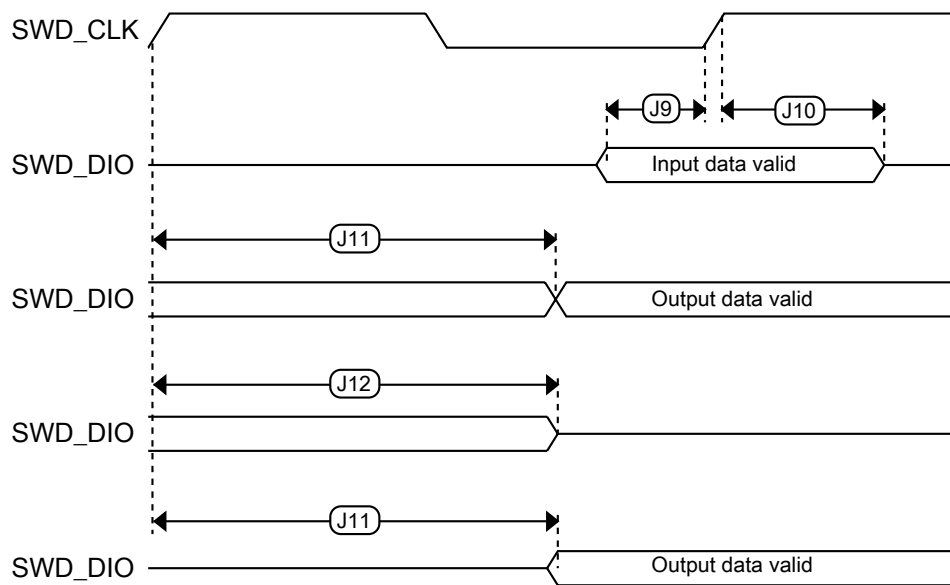 SWD_CLK
J9
J10
SWD_DIO
Input data valid
J11
SWD_DIO
Output data valid
J12
SWD_DIO
J11
SWD_DIO
Output data valid